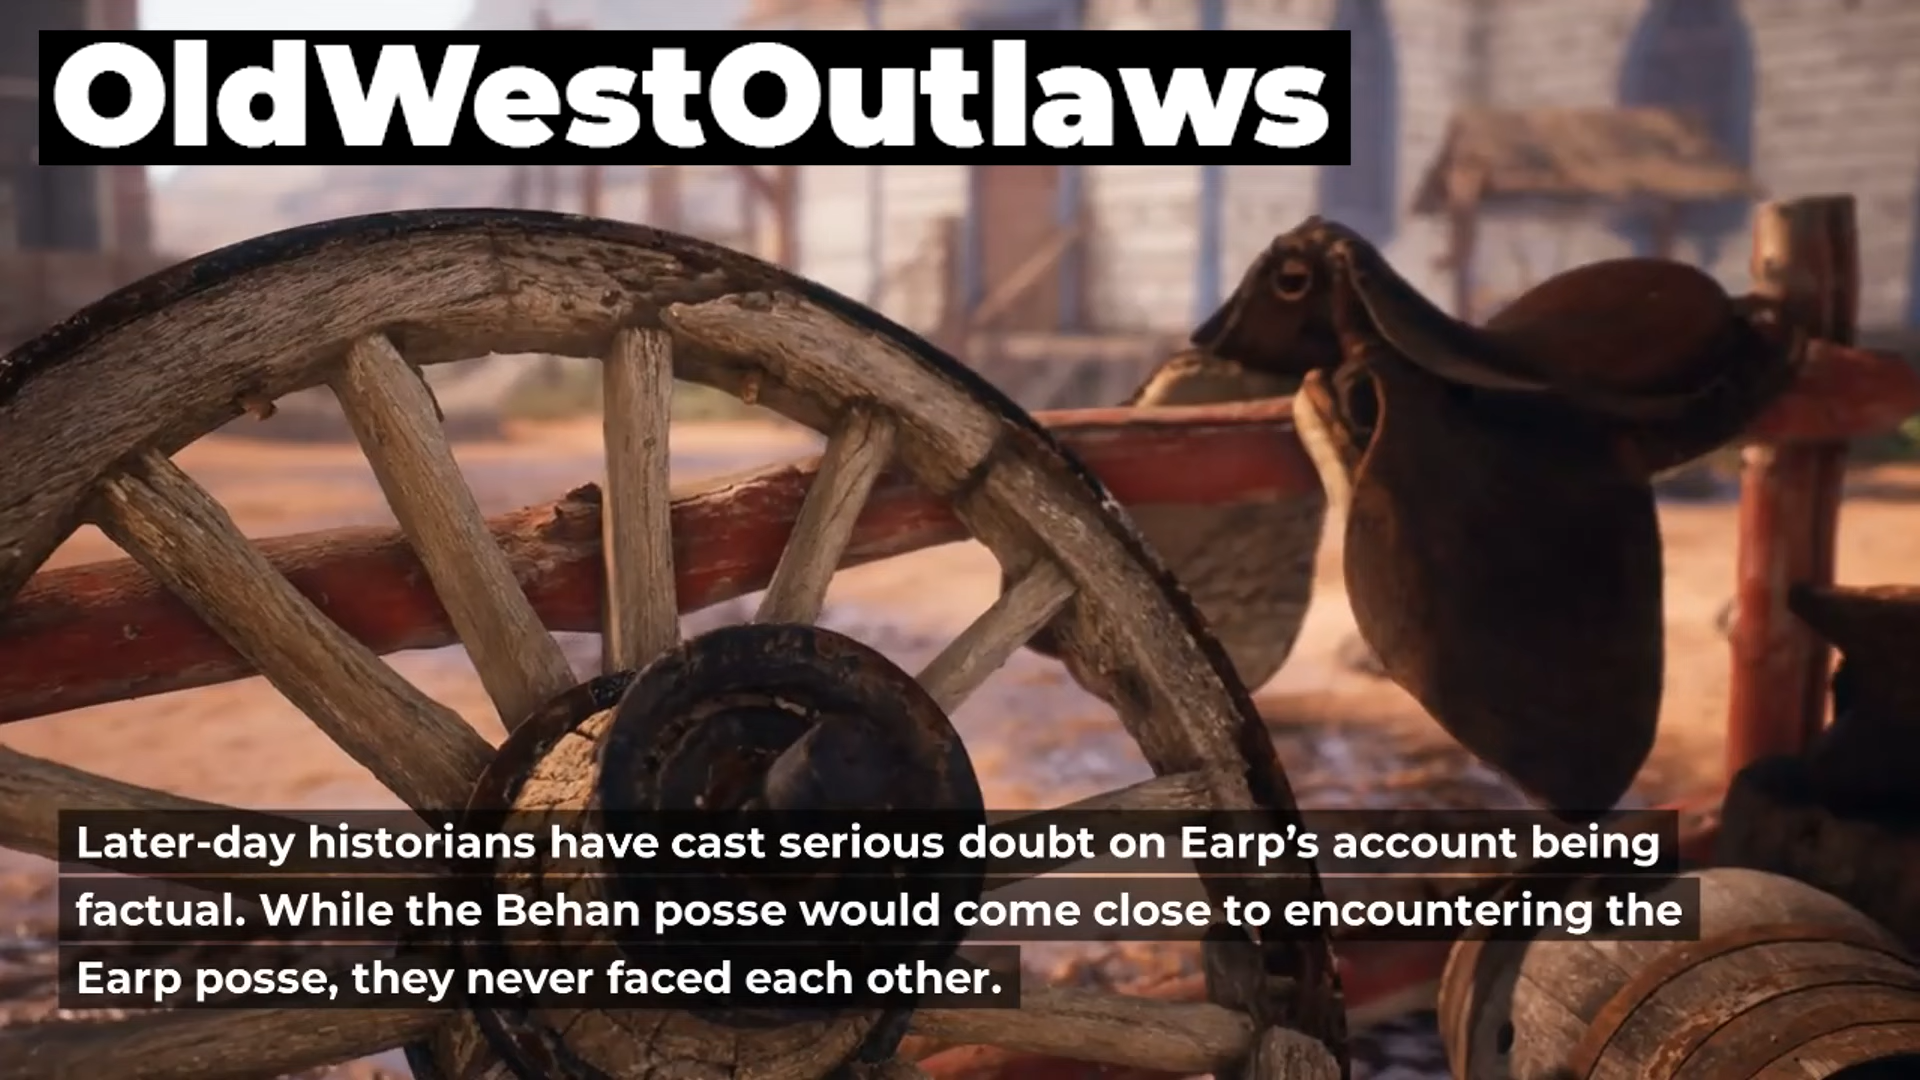 OldWestOutlaws
Later-day historians have cast serious doubt on Earp’s account being
factual. While the Behan posse would come close to encountering the
Earp posse, they never faced each other.